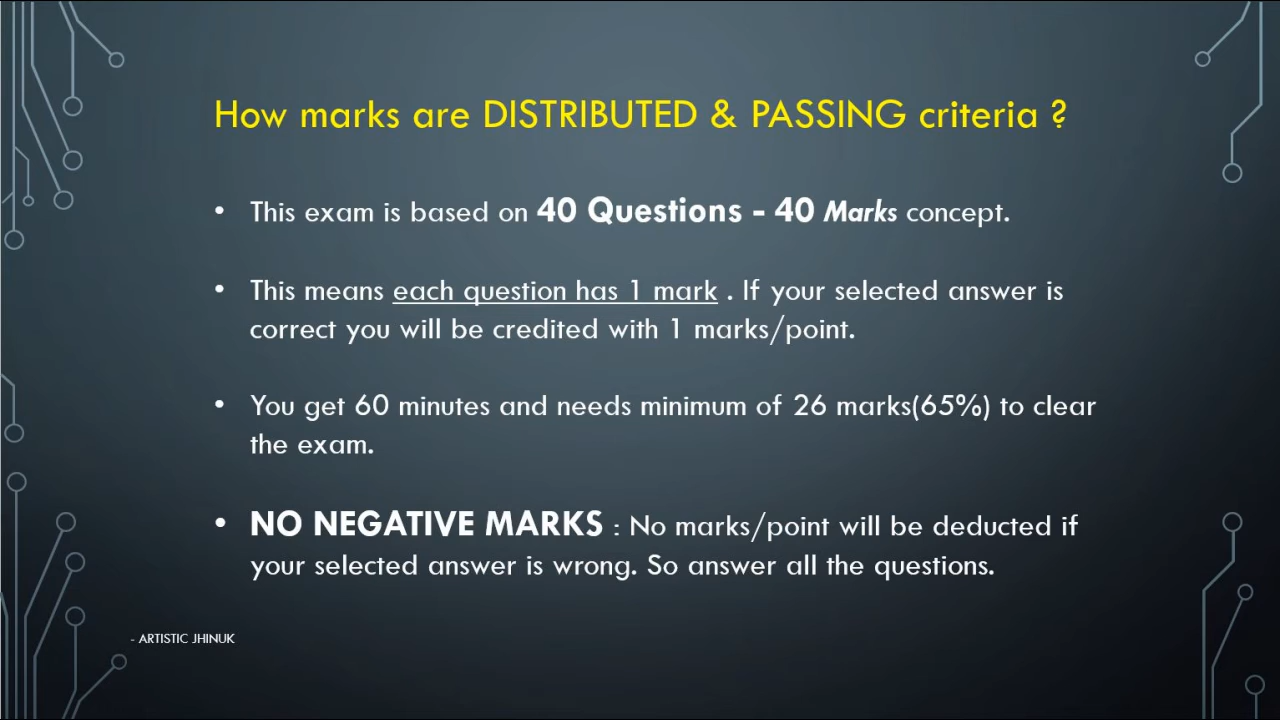 How marks are DISTRIBUTED & PASSING criteria ?
• This exam is based on 40 Questions - 40 Marks concept.
• This means each question has 1 mark . If your selected answer is
correct you will be credited with 1 marks/point.
• You get 60 minutes and needs minimum of 26 marks(65%) to clear
the exam.
• NO NEGATIVE MARKS : No marks/point will be deducted if
your selected answer is wrong. So answer all the questions.
- ARTISTIC JHINUK